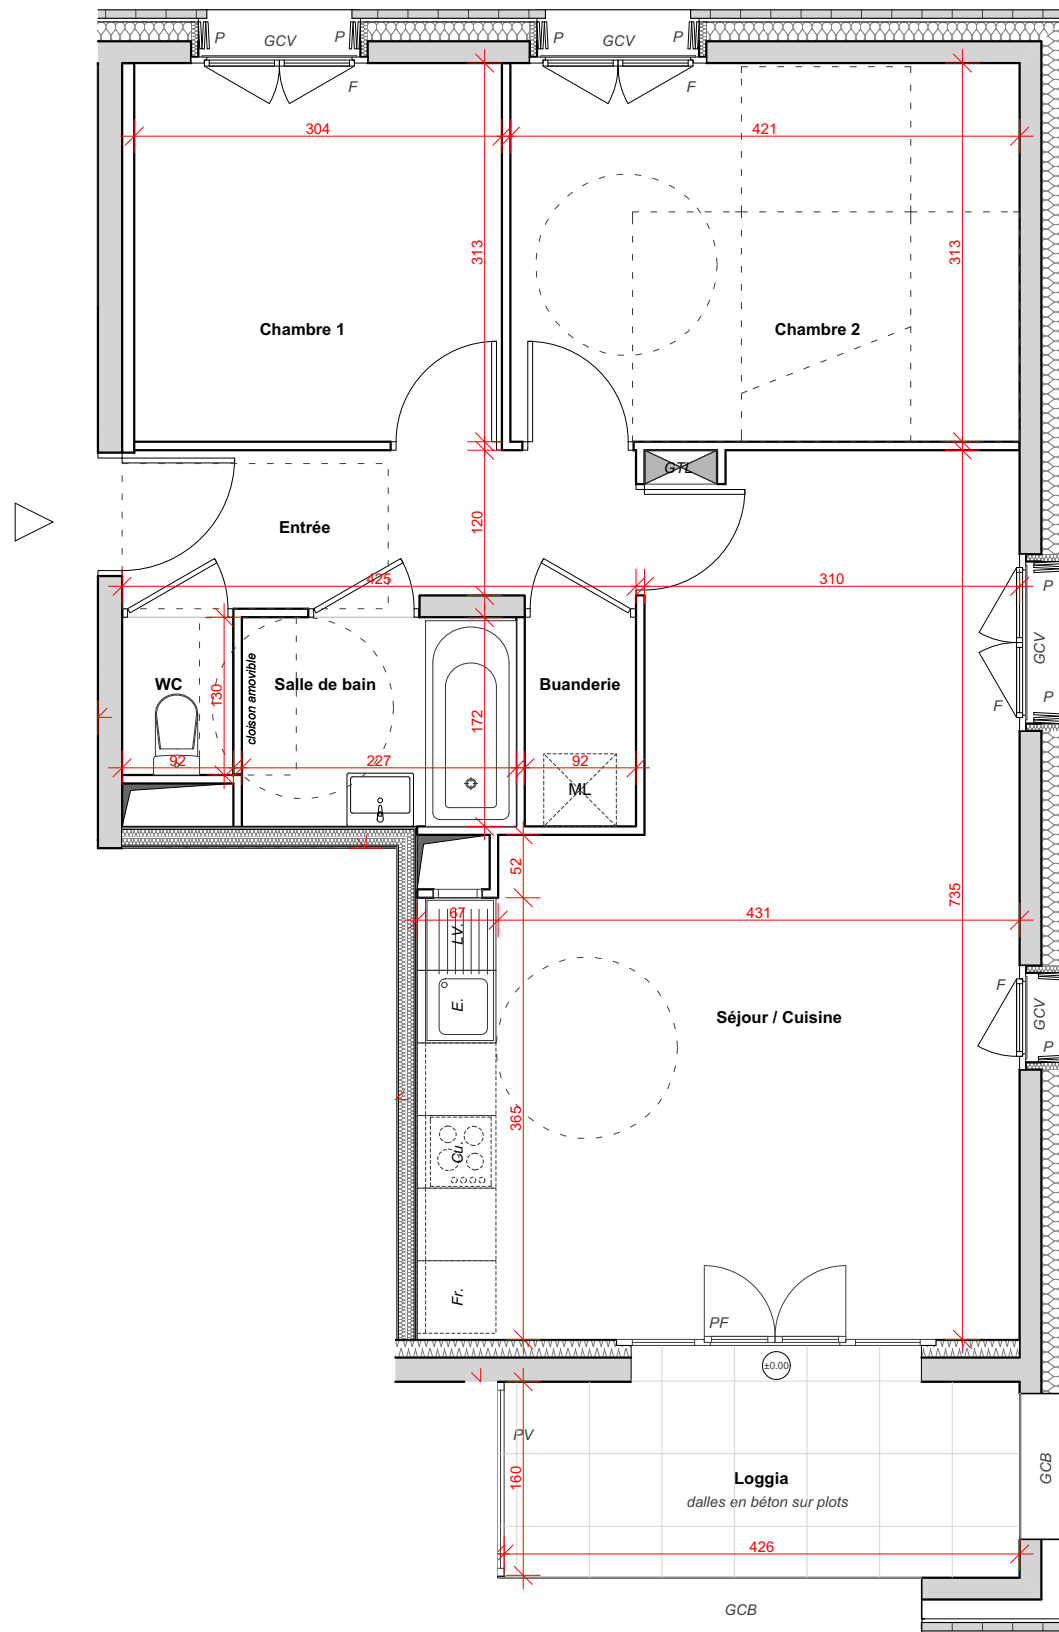 P
GCV
P
P
GCV
P
F
F
304
421
313
313
Chambre 1
Chambre 2
GTL
Entrée
120
425
310
P
GCV
P
F
WC
130
cloison amovible
Salle de bain
172
Buanderie
92
227
92
ML
52
735
67
431
LV.
E.
F
GCV
P
Séjour / Cuisine
365
Cu.
Fr.
PF
±0.00
PV
160
Loggia
dalles en béton sur plots
GCB
426
GCB